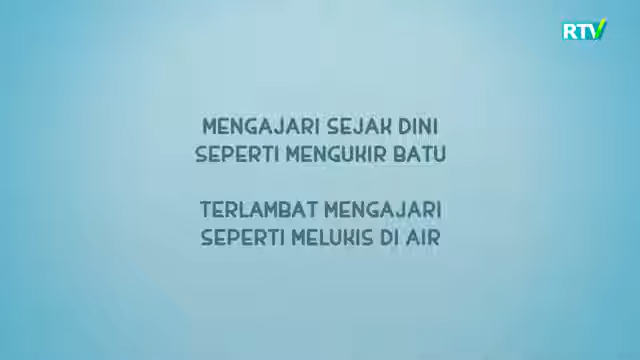 RTV
MENGAJARI SEJAK DINI
SEPERTI MENGUKIR BATU
TERLAMBAT MENGAJARI
SEPERTI MELUKIS DI AIR